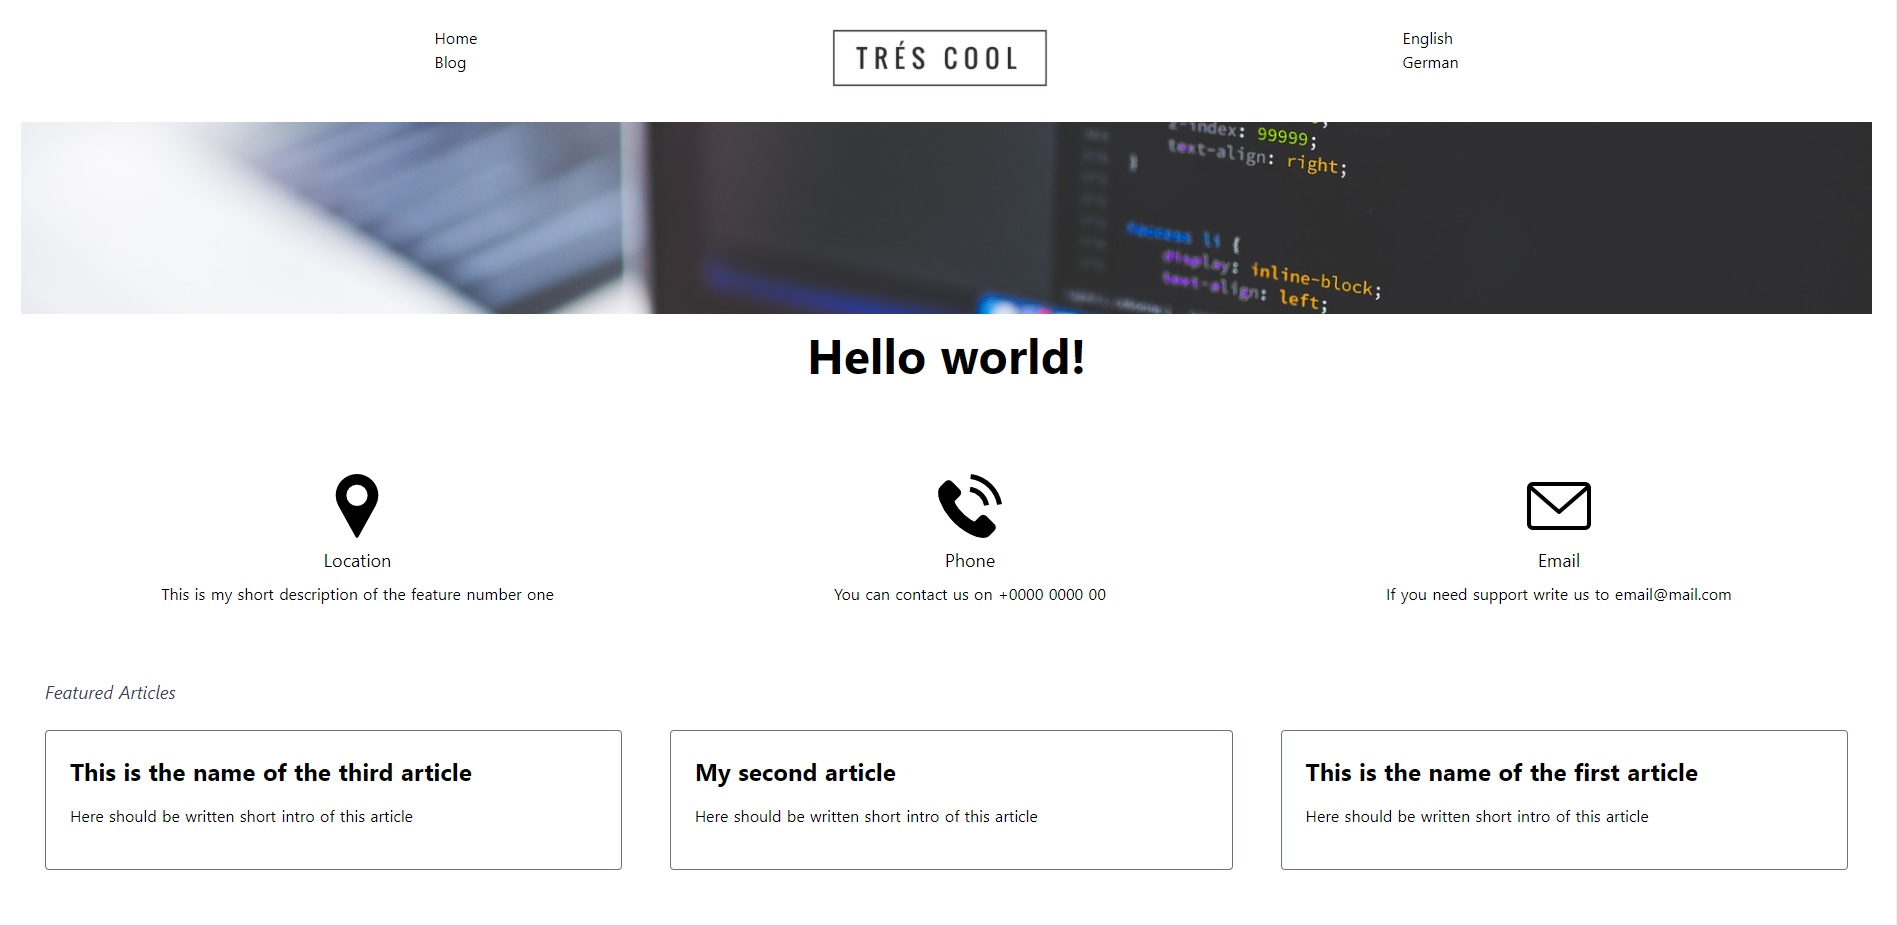 Home
Blog
TRÉS COOL
English
German
z-index: 99999;
text-align: right;
}
li {
display: inline-block;
text-align: left;
Hello world!
Location
This is my short description of the feature number one
Phone
You can contact us on +0000 0000 00
Email
If you need support write us to email@mail.com
Featured Articles
This is the name of the third article
Here should be written short intro of this article
My second article
Here should be written short intro of this article
This is the name of the first article
Here should be written short intro of this article